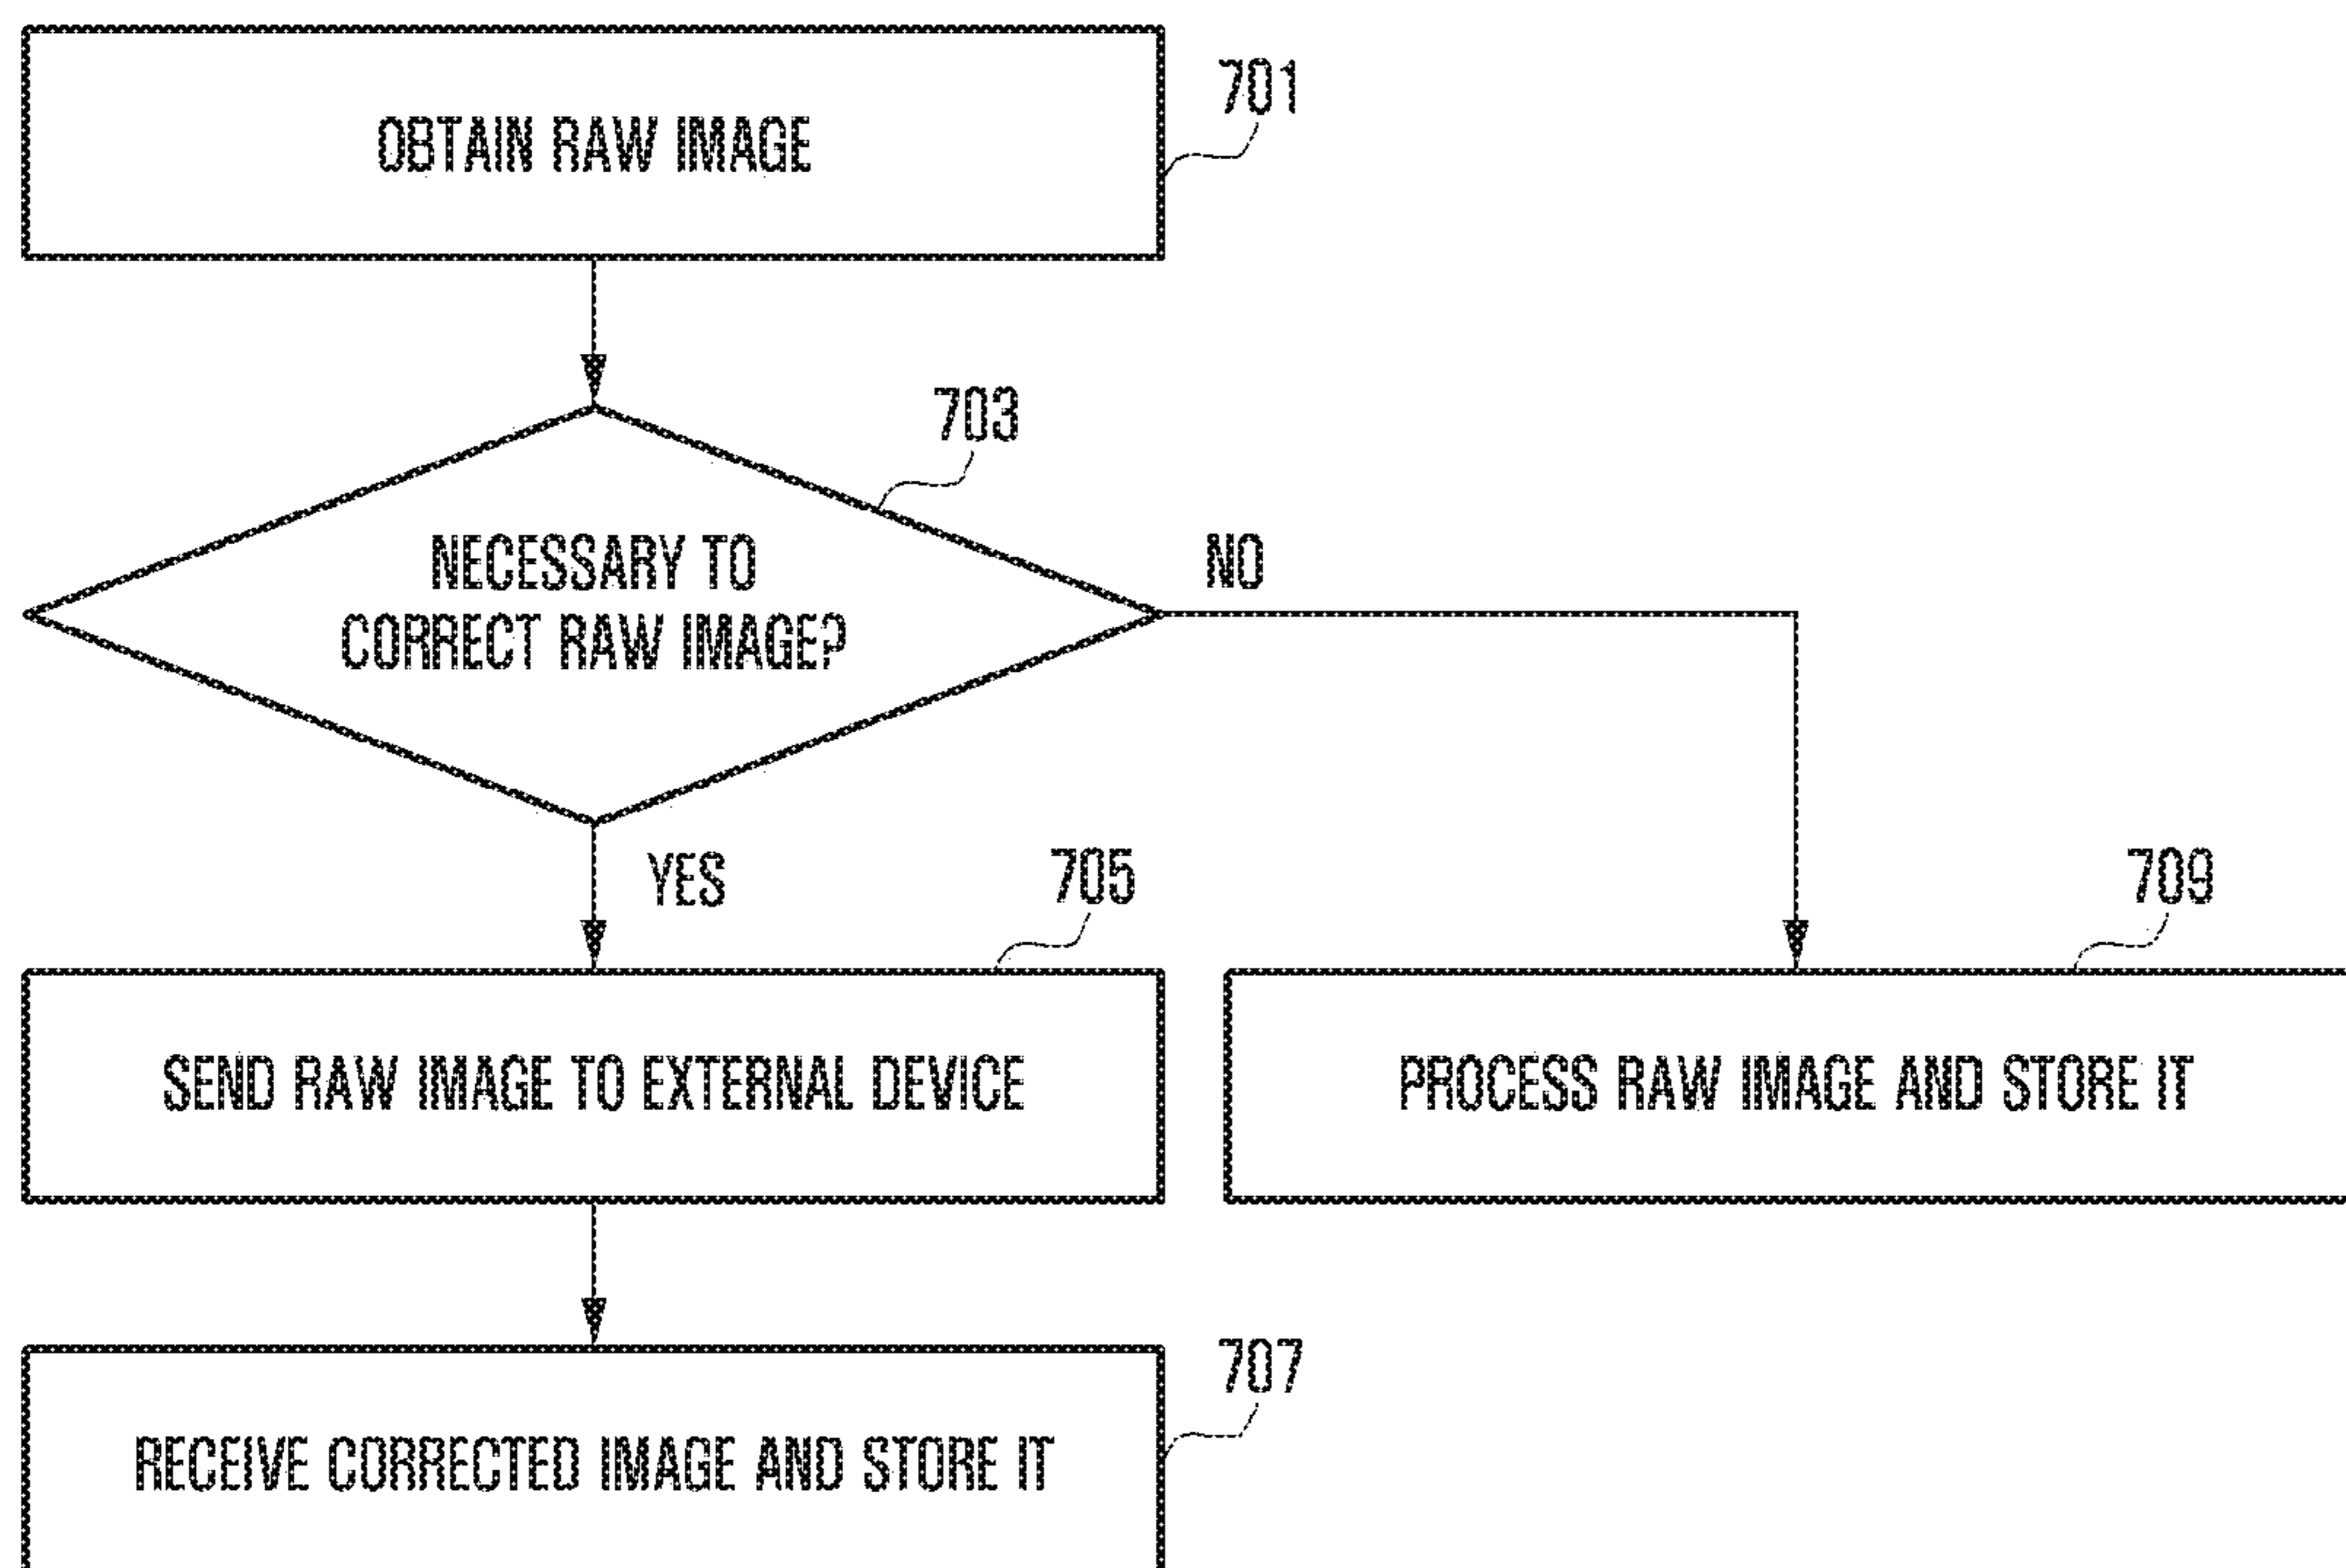 OBTAIN RAW IMAGE
701
703
NECESSARY TO
CORRECT RAW IMAGE?
NO
YES
705
709
SEND RAW IMAGE TO EXTERNAL DEVICE
PROCESS RAW IMAGE AND STORE IT
707
RECEIVE CORRECTED IMAGE AND STORE IT